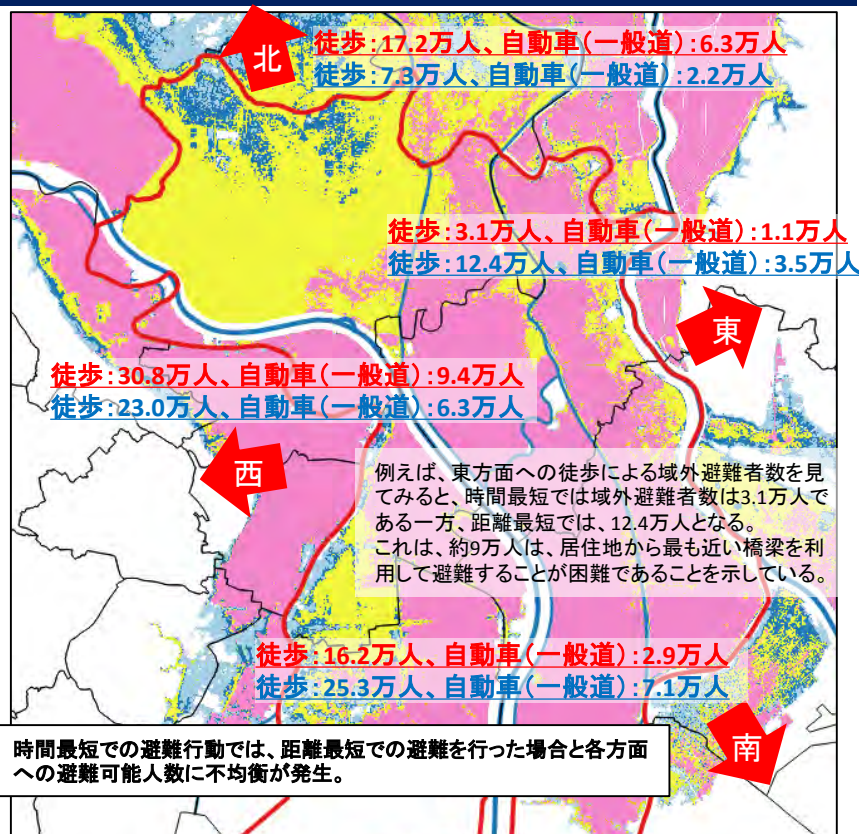 北
徒歩:17.2万人、自動車(一般道):6.3万人
徒歩:7.3万人、自動車(一般道):2.2万人
徒歩:3.1万人、自動車(一般道):1.1万人
徒歩:12.4万人、自動車(一般道):3.5万人
東
徒歩:30.8万人、自動車(一般道):9.4万人
徒歩:23.0万人、自動車(一般道):6.3万人
西
例えば、東方面への徒歩による域外避難者数を見
てみると、時間最短では域外避難者数は3.1万人で
ある一方、距離最短では、12.4万人となる。
これは、約9万人は、居住地から最も近い橋梁を利
用して避難することが困難であることを示している。
徒歩:16.2万人、自動車(一般道):2.9万人
徒歩:25.3万人、自動車(一般道):7.1万人
南
時間最短での避難行動では、距離最短での避難を行った場合と各方面
への避難可能人数に不均衡が発生。